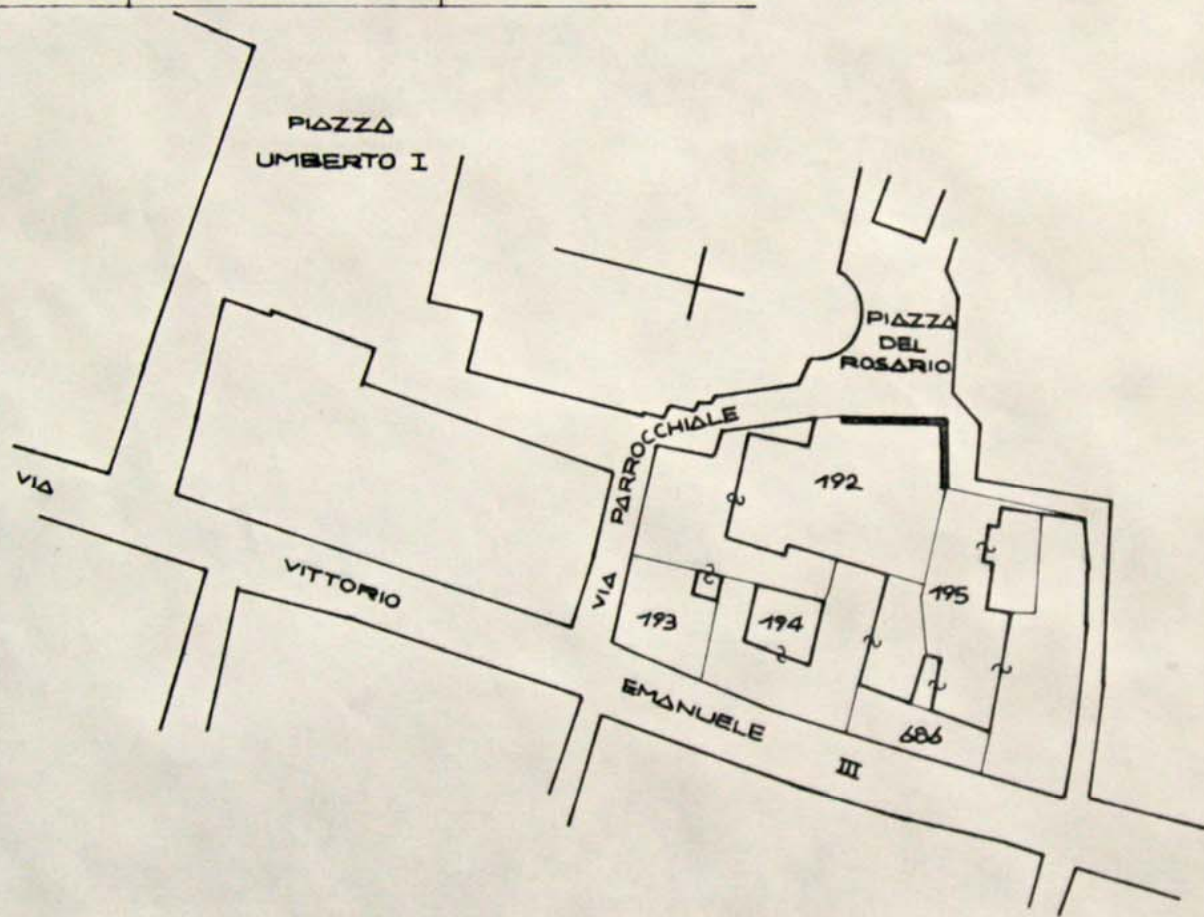 PIAZZA
UMBERTO I
PIAZZA
DEL
ROSARIO
VIA PARROCCHIALE
192
193
194
195
686
VIA
VITTORIO
EMANUELE
III